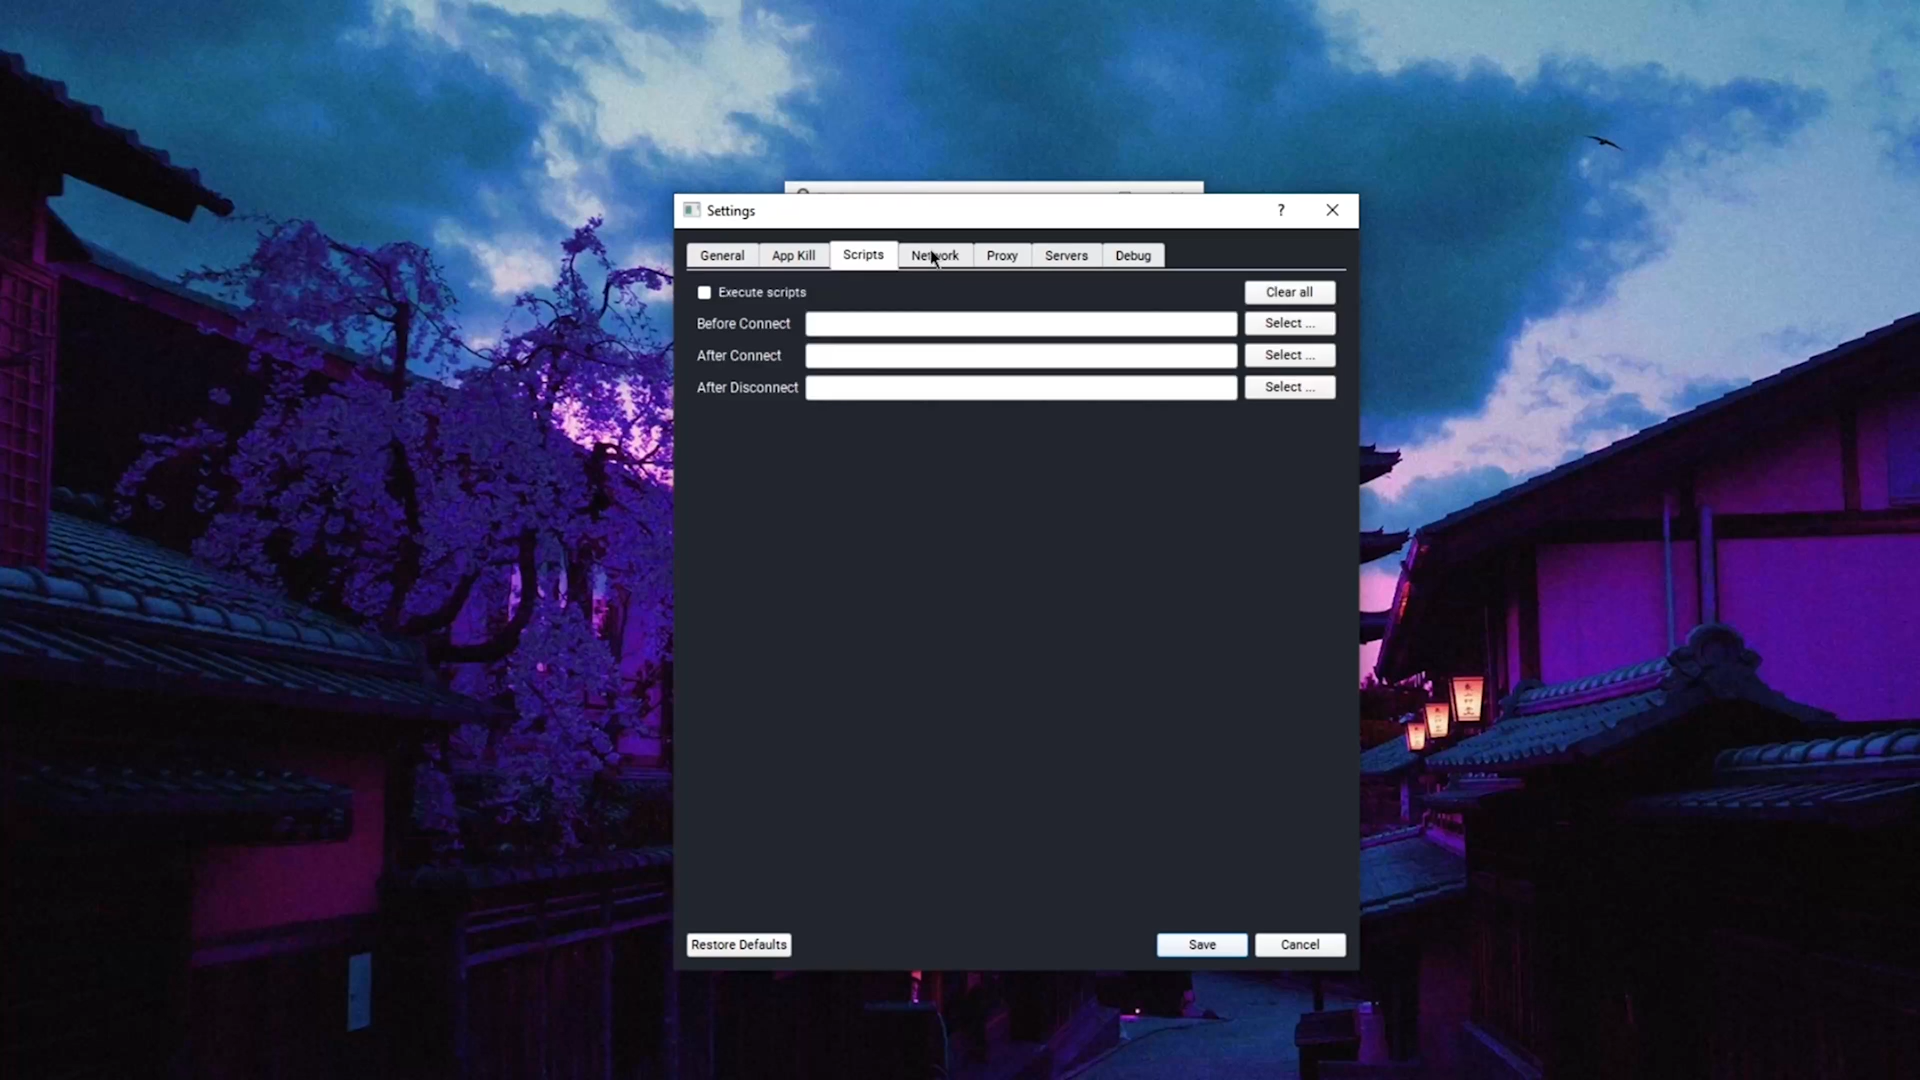 Settings
?
General App Kill Scripts Network Proxy Servers Debug
Execute scripts Clear all
Before Connect Select ...
After Connect Select ...
After Disconnect Select ...
Restore Defaults Save Cancel